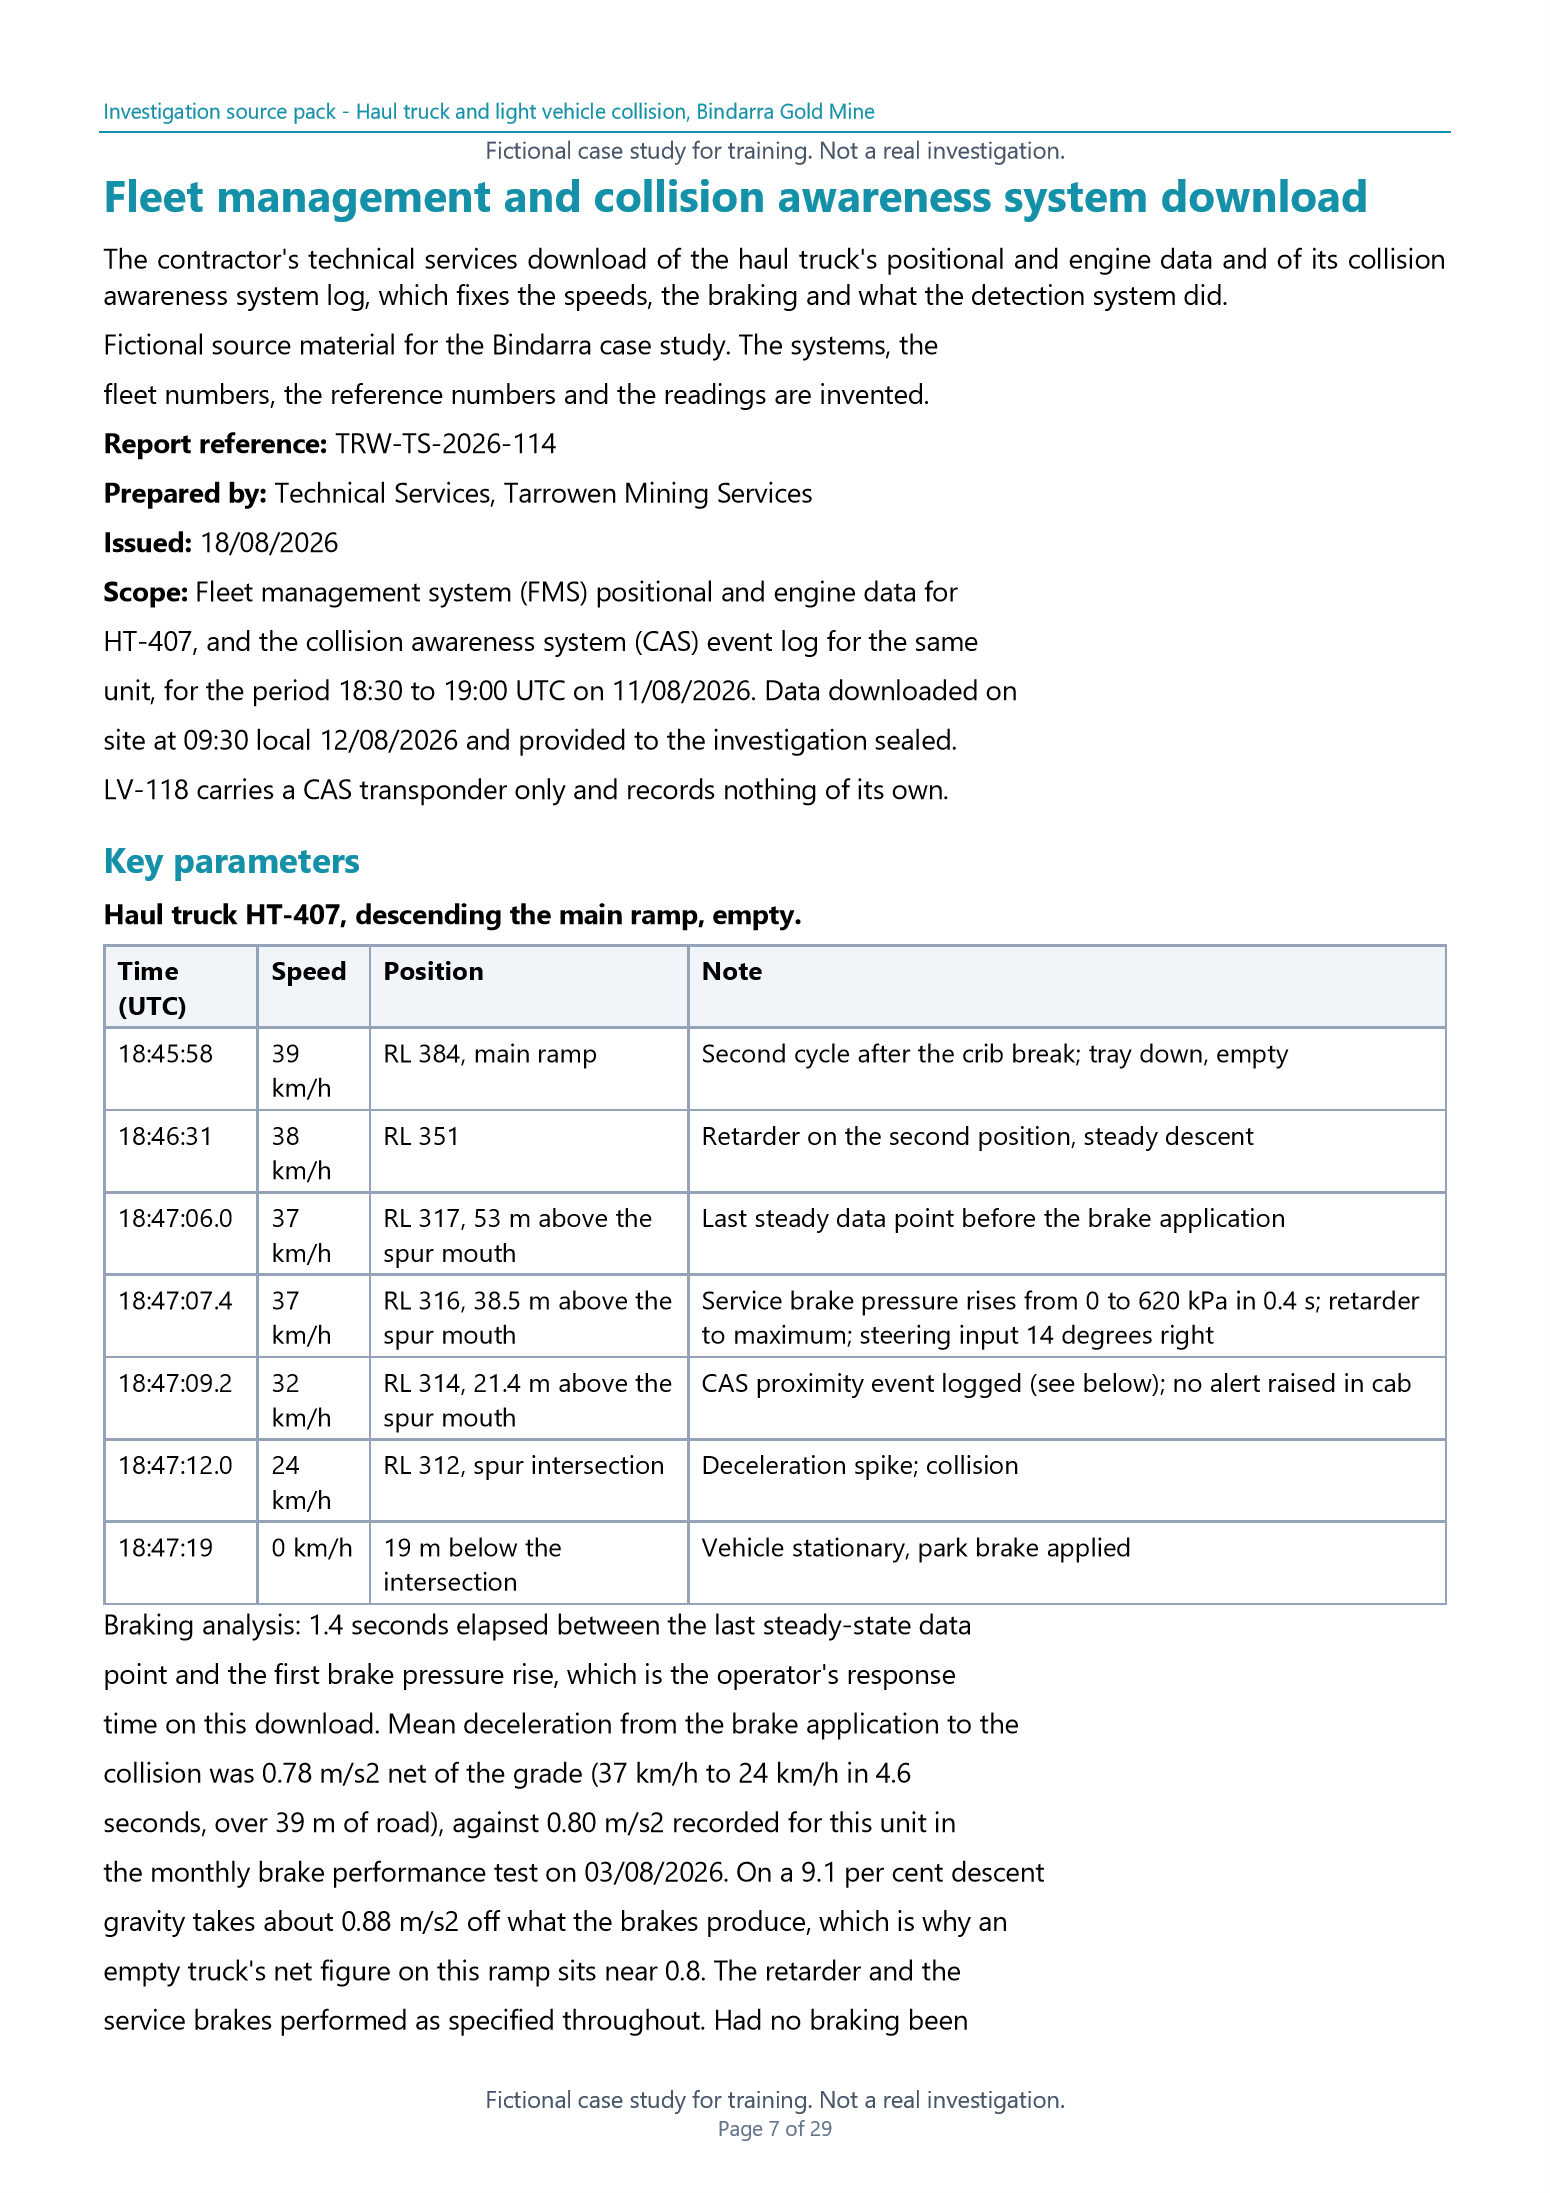 Investigation source pack - Haul truck and light vehicle collision, Bindarra Gold Mine
Fictional case study for training. Not a real investigation.
Fleet management and collision awareness system download
The contractor's technical services download of the haul truck's positional and engine data and of its collision
awareness system log, which fixes the speeds, the braking and what the detection system did.
Fictional source material for the Bindarra case study. The systems, the
fleet numbers, the reference numbers and the readings are invented.
Report reference: TRW-TS-2026-114
Prepared by: Technical Services, Tarrowen Mining Services
Issued: 18/08/2026
Scope: Fleet management system (FMS) positional and engine data for
HT-407, and the collision awareness system (CAS) event log for the same
unit, for the period 18:30 to 19:00 UTC on 11/08/2026. Data downloaded on
site at 09:30 local 12/08/2026 and provided to the investigation sealed.
LV-118 carries a CAS transponder only and records nothing of its own.
Key parameters
Haul truck HT-407, descending the main ramp, empty.
Time (UTC) Speed Position Note
18:45:58 39 km/h RL 384, main ramp Second cycle after the crib break; tray down, empty
18:46:31 38 km/h RL 351 Retarder on the second position, steady descent
18:47:06.0 37 km/h RL 317, 53 m above the spur mouth Last steady data point before the brake application
18:47:07.4 37 km/h RL 316, 38.5 m above the spur mouth Service brake pressure rises from 0 to 620 kPa in 0.4 s; retarder to maximum; steering input 14 degrees right
18:47:09.2 32 km/h RL 314, 21.4 m above the spur mouth CAS proximity event logged (see below); no alert raised in cab
18:47:12.0 24 km/h RL 312, spur intersection Deceleration spike; collision
18:47:19 0 km/h 19 m below the intersection Vehicle stationary, park brake applied
Braking analysis: 1.4 seconds elapsed between the last steady-state data
point and the first brake pressure rise, which is the operator's response
time on this download. Mean deceleration from the brake application to the
collision was 0.78 m/s2 net of the grade (37 km/h to 24 km/h in 4.6
seconds, over 39 m of road), against 0.80 m/s2 recorded for this unit in
the monthly brake performance test on 03/08/2026. On a 9.1 per cent descent
gravity takes about 0.88 m/s2 off what the brakes produce, which is why an
empty truck's net figure on this ramp sits near 0.8. The retarder and the
service brakes performed as specified throughout. Had no braking been
Fictional case study for training. Not a real investigation.
Page 7 of 29